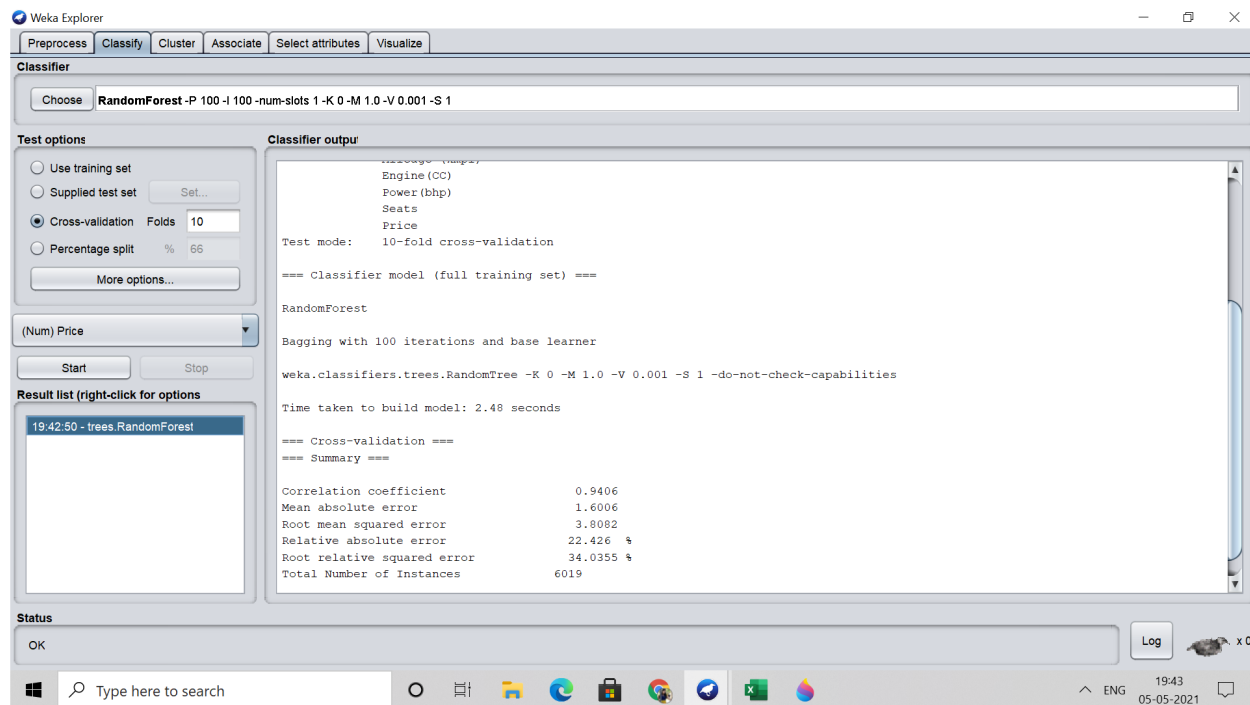 Weka Explorer
Preprocess Classify Cluster Associate Select attributes Visualize
Classifier
Choose RandomForest -P 100 -I 100 -num-slots 1 -K 0 -M 1.0 -V 0.001 -S 1
Test options
Use training set
Supplied test set Set...
Cross-validation Folds 10
Percentage split % 66
More options...
(Num) Price
Start Stop
Result list (right-click for options
19:42:50 - trees.RandomForest
Classifier output
Engine(CC)
Power(bhp)
Seats
Price
Test mode: 10-fold cross-validation
=== Classifier model (full training set) ===
RandomForest
Bagging with 100 iterations and base learner
weka.classifiers.trees.RandomTree -K 0 -M 1.0 -V 0.001 -S 1 -do-not-check-capabilities
Time taken to build model: 2.48 seconds
=== Cross-validation ===
=== Summary ===
Correlation coefficient 0.9406
Mean absolute error 1.6006
Root mean squared error 3.8082
Relative absolute error 22.426 %
Root relative squared error 34.0355 %
Total Number of Instances 6019
Status
OK
Log
x 0
Type here to search
ENG
19:43
05-05-2021